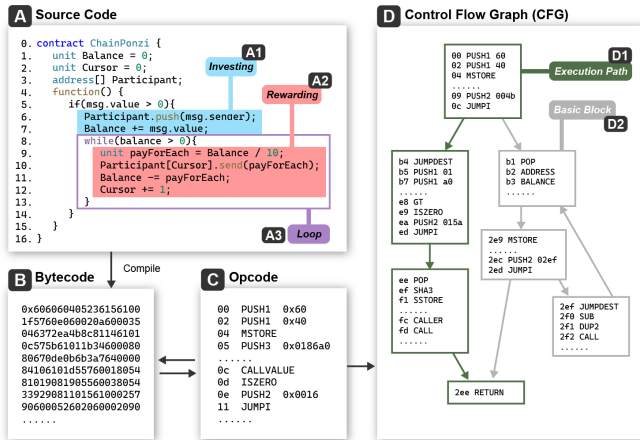 A Source Code
0. contract ChainPonzi {
1. unit Balance = 0;
2. unit Cursor = 0;
3. address[] Participant;
4. function() {
5. if(msg.value > 0){
6. Participant.push(msg.sender);
7. Balance += msg.value;
8. while(balance > 0){
9. unit payForEach = Balance / 10;
10. Participant[Cursor].send(payForEach);
11. Balance -= payForEach;
12. Cursor += 1;
13. }
14. }
15. }
16. }
A1
Investing
A2
Rewarding
A3
Loop
Compile
B Bytecode
0x606060405236156100
1f5760e060020a600035
046372ea4b8c81146101
0c575b61011b34600080
80670de0b6b3a7640000
84106101d55760018054
81019081905560038054
33929081101561000257
90600052602060002090
......
C Opcode
00 PUSH1 0x60
02 PUSH1 0x40
04 MSTORE
05 PUSH3 0x0186a0
......
0c CALLVALUE
0d ISZERO
0e PUSH2 0x0016
11 JUMPI
......
D Control Flow Graph (CFG)
00 PUSH1 60
02 PUSH1 40
04 MSTORE
......
09 PUSH2 004b
0c JUMPI
D1
Execution Path
Basic Block
D2
b4 JUMPDEST
b5 PUSH1 01
b7 PUSH1 a0
......
e8 GT
e9 ISZERO
ea PUSH2 015a
ed JUMPI
b1 POP
b2 ADDRESS
b3 BALANCE
......
2e9 MSTORE
......
2ec PUSH2 02ef
2ed JUMPI
ee POP
ef SHA3
f1 SSTORE
......
fc CALLER
fd CALL
......
2ef JUMPDEST
2f0 SUB
2f1 DUP2
2f2 CALL
......
2ee RETURN